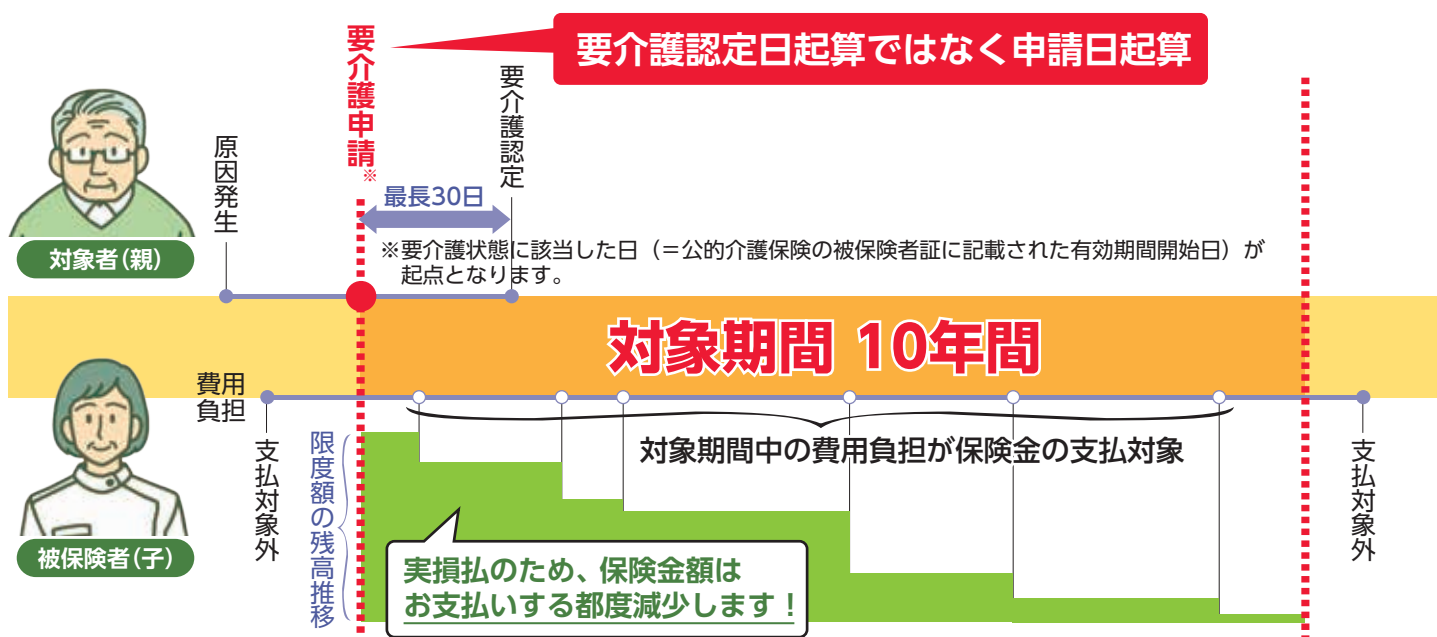 要介護認定日起算ではなく申請日起算
要介護申請※
要介護認定
原因発生
最長30日
対象者(親)
※要介護状態に該当した日(=公的介護保険の被保険者証に記載された有効期間開始日)が
起点となります。
対象期間 10年間
費用
負担
支払対象外
限度額の残高推移
対象期間中の費用負担が保険金の支払対象
支払対象外
被保険者(子)
実損払のため、保険金額は
お支払いする都度減少します!